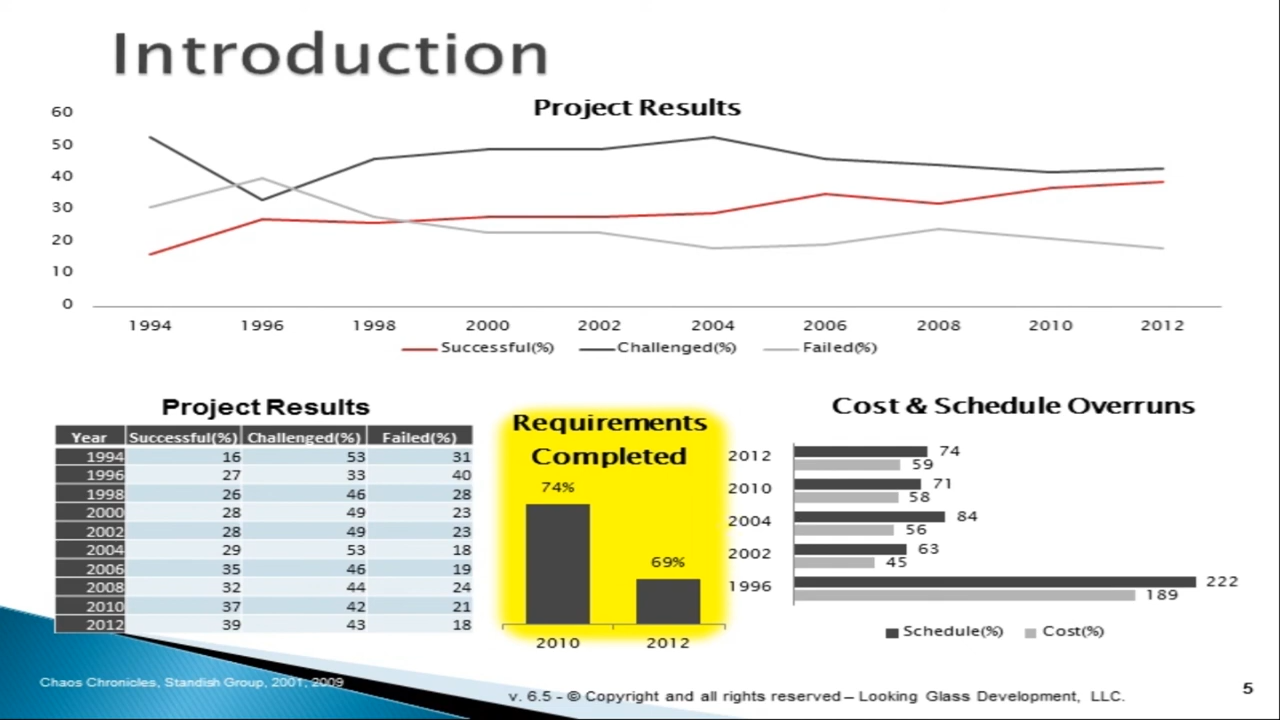 Introduction
Project Results
60
50
40
30
20
10
0
1994 1996 1998 2000 2002 2004 2006 2008 2010 2012
Successful(%) Challenged(%) Failed(%)
Project Results
Year Successful(%) Challenged(%) Failed(%)
1994 16 53 31
1996 27 33 40
1998 26 46 28
2000 28 49 23
2002 28 49 23
2004 29 53 18
2006 35 46 19
2008 32 44 24
2010 37 42 21
2012 39 43 18
Requirements
Completed
74%
69%
2010 2012
Cost & Schedule Overruns
2012 74
59
2010 71
58
2004 84
56
2002 63
45
1996 222
189
Schedule(%) Cost(%)
Chaos Chronicles, Standish Group, 2001, 2009
v. 6.5 - © Copyright and all rights reserved – Looking Glass Development, LLC.
5